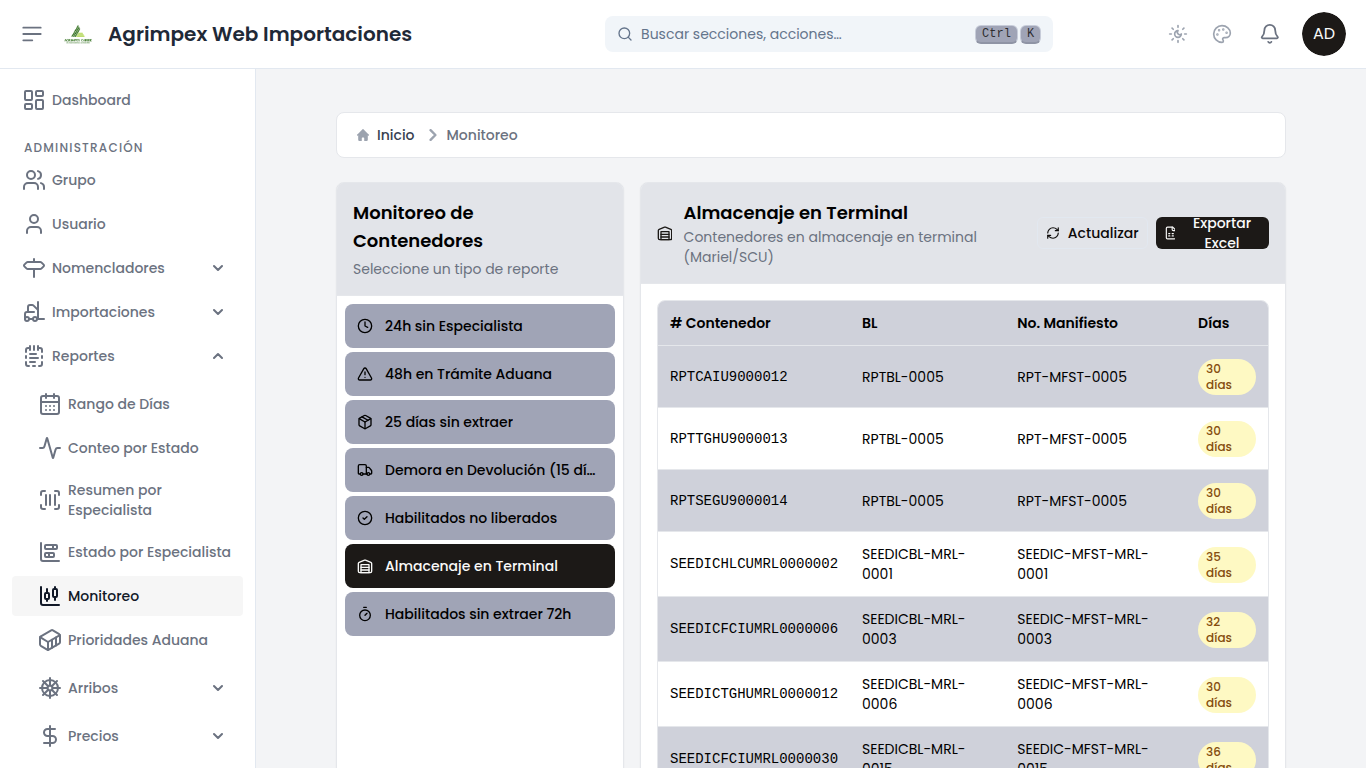 Agrimpex Web Importaciones
Buscar secciones, acciones...
Ctrl K
AD
Dashboard
ADMINISTRACIÓN
Grupo
Usuario
Nomencladores
Importaciones
Reportes
Rango de Días
Conteo por Estado
Resumen por
Especialista
Estado por Especialista
Monitoreo
Prioridades Aduana
Arribos
Precios
Inicio
Monitoreo
Monitoreo de
Contenedores
Seleccione un tipo de reporte
24h sin Especialista
48h en Trámite Aduana
25 días sin extraer
Demora en Devolución (15 dí...
Habilitados no liberados
Almacenaje en Terminal
Habilitados sin extraer 72h
Almacenaje en Terminal
Contenedores en almacenaje en terminal
(Mariel/SCU)
Actualizar
Exportar
Excel
# Contenedor BL No. Manifiesto Días
RPTCAIU9000012 RPTBL-0005 RPT-MFST-0005 30
días
RPTTGHU9000013 RPTBL-0005 RPT-MFST-0005 30
días
RPTSEGU9000014 RPTBL-0005 RPT-MFST-0005 30
días
SEEDICHLCUMRL0000002 SEEDICBL-MRL-
0001 SEEDIC-MFST-MRL-
0001 35
días
SEEDICFCIUMRL0000006 SEEDICBL-MRL-
0003 SEEDIC-MFST-MRL-
0003 32
días
SEEDICTGHUMRL0000012 SEEDICBL-MRL-
0006 SEEDIC-MFST-MRL-
0006 30
días
SEEDICFCIUMRL0000030 SEEDICBL-MRL-
0015 SEEDIC-MFST-MRL-
0015 36
días